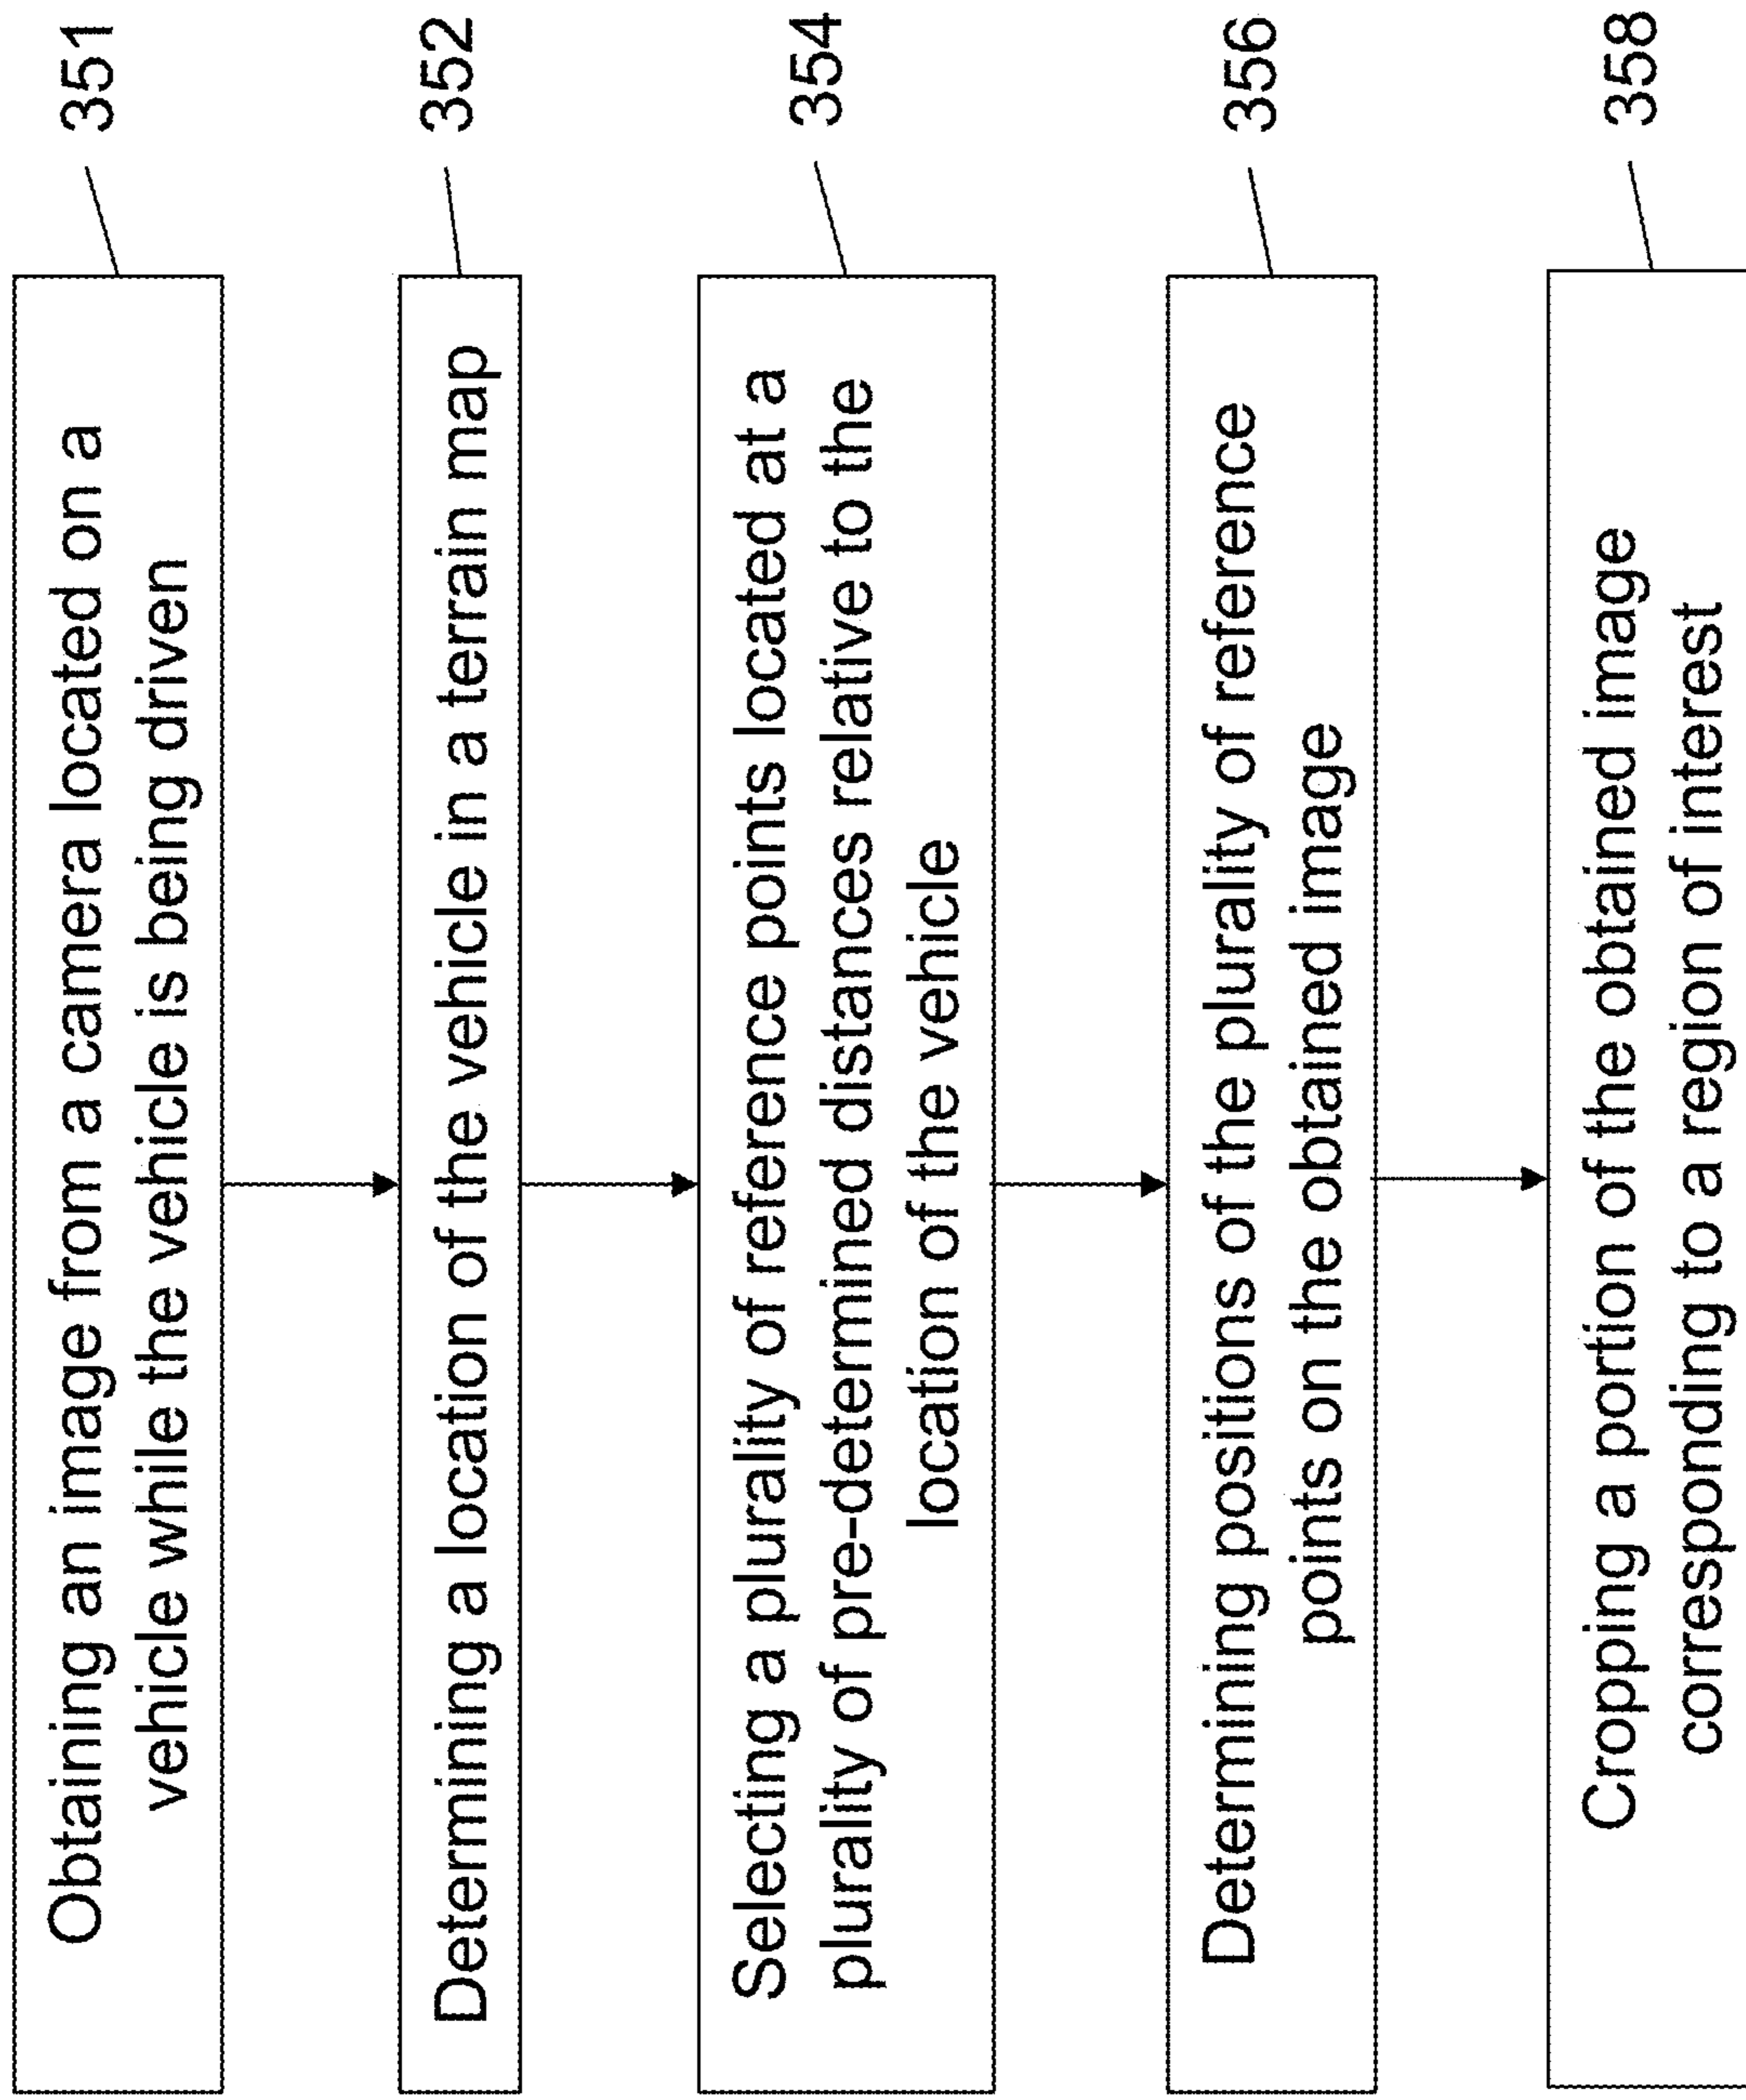 Obtaining an image from a camera located on a
vehicle while the vehicle is being driven
351
Determining a location of the vehicle in a terrain map
352
Selecting a plurality of reference points located at a
plurality of pre-determined distances relative to the
location of the vehicle
354
Determining positions of the plurality of reference
points on the obtained image
356
Cropping a portion of the obtained image
corresponding to a region of interest
358